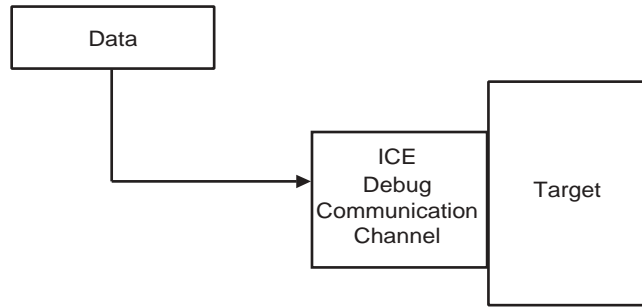 Data
ICE
Debug
Communication
Channel
Target